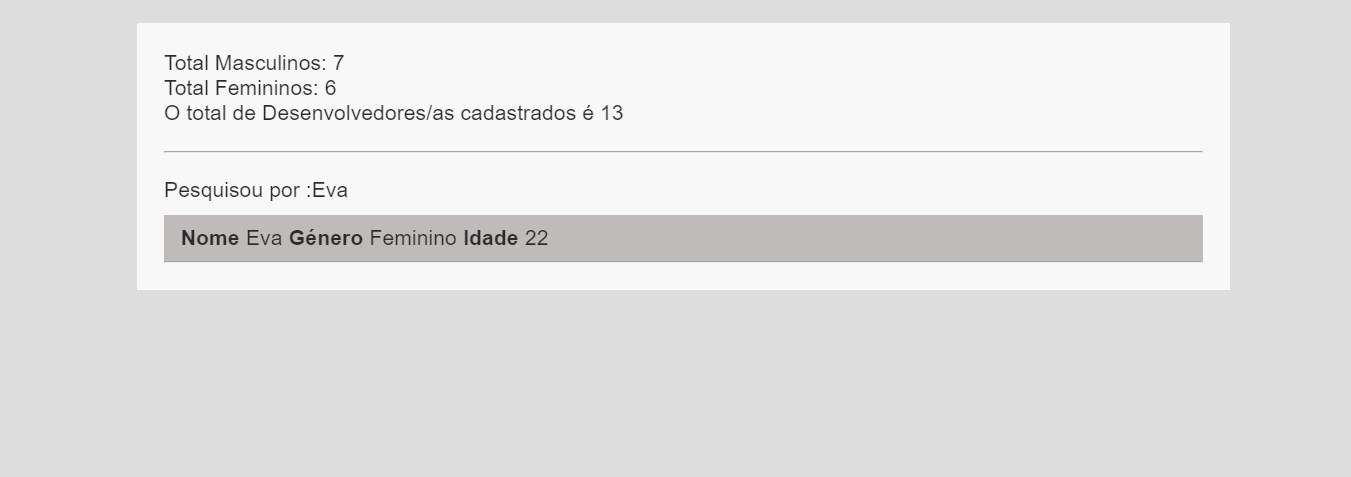 Total Masculinos: 7
Total Femininos: 6
O total de Desenvolvedores/as cadastrados é 13
Pesquisou por :Eva
Nome Eva Género Feminino Idade 22